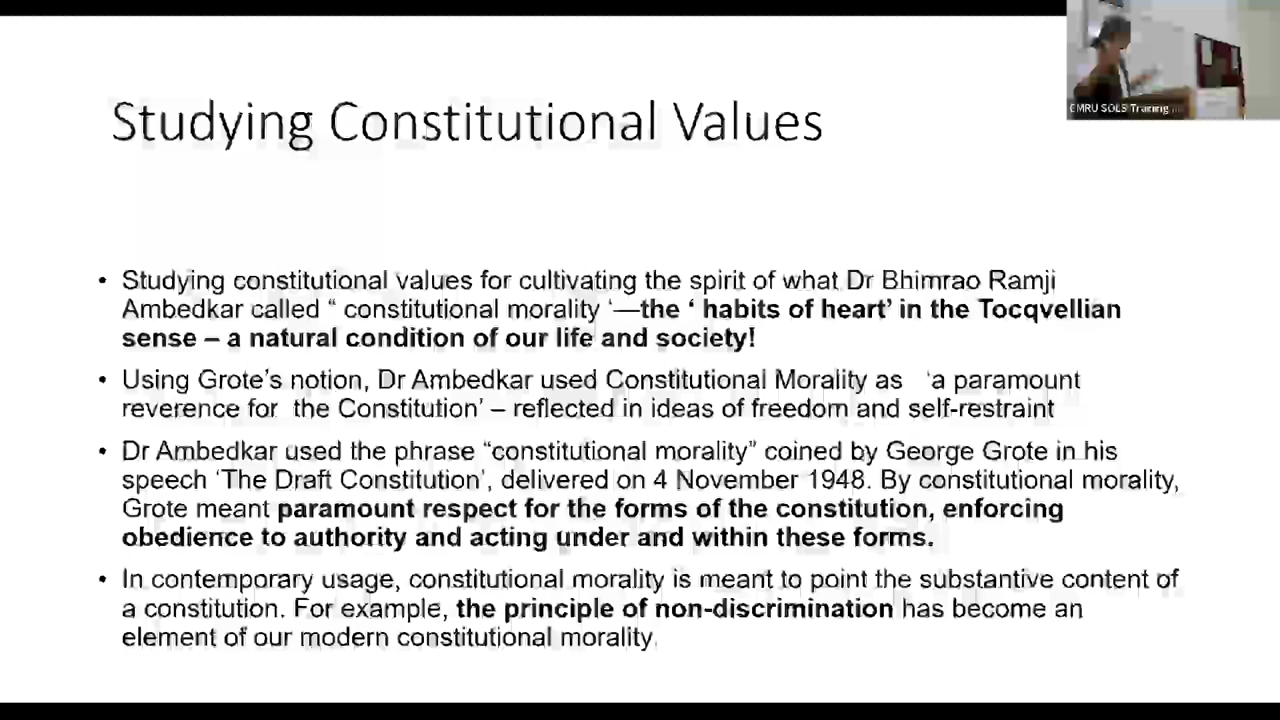 Studying Constitutional Values
CMRU SOLS Training ...
• Studying constitutional values for cultivating the spirit of what Dr Bhimrao Ramji
Ambedkar called “ constitutional morality ‘—the ‘ habits of heart’ in the Tocqvellian
sense – a natural condition of our life and society!
• Using Grote’s notion, Dr Ambedkar used Constitutional Morality as ‘a paramount
reverence for the Constitution’ – reflected in ideas of freedom and self-restraint
• Dr Ambedkar used the phrase “constitutional morality” coined by George Grote in his
speech ‘The Draft Constitution’, delivered on 4 November 1948. By constitutional morality,
Grote meant paramount respect for the forms of the constitution, enforcing
obedience to authority and acting under and within these forms.
• In contemporary usage, constitutional morality is meant to point the substantive content of
a constitution. For example, the principle of non-discrimination has become an
element of our modern constitutional morality.